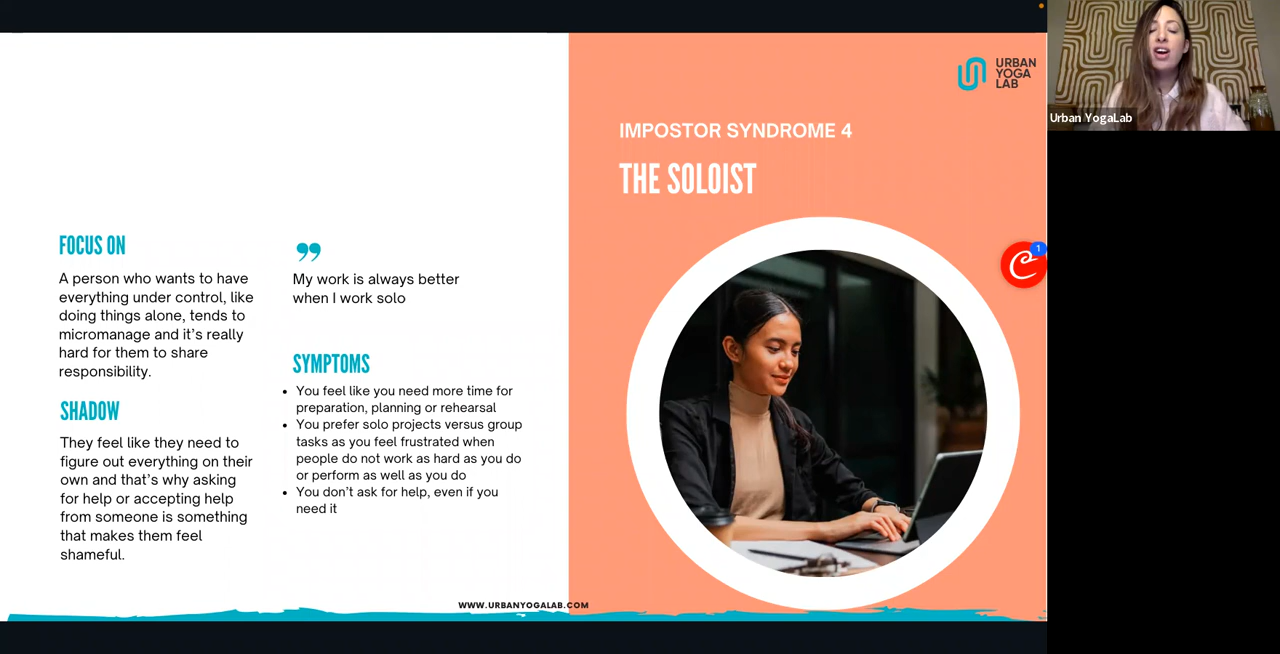 FOCUS ON
A person who wants to have
everything under control, like
doing things alone, tends to
micromanage and it’s really
hard for them to share
responsibility.
SHADOW
They feel like they need to
figure out everything on their
own and that’s why asking
for help or accepting help
from someone is something
that makes them feel
shameful.
”
My work is always better
when I work solo
SYMPTOMS
• You feel like you need more time for
preparation, planning or rehearsal
• You prefer solo projects versus group
tasks as you feel frustrated when
people do not work as hard as you do
or perform as well as you do
• You don’t ask for help, even if you
need it
WWW.URBANYOGALAB.COM
URBAN
YOGA
LAB
IMPOSTOR SYNDROME 4
THE SOLOIST
1
Urban YogaLab